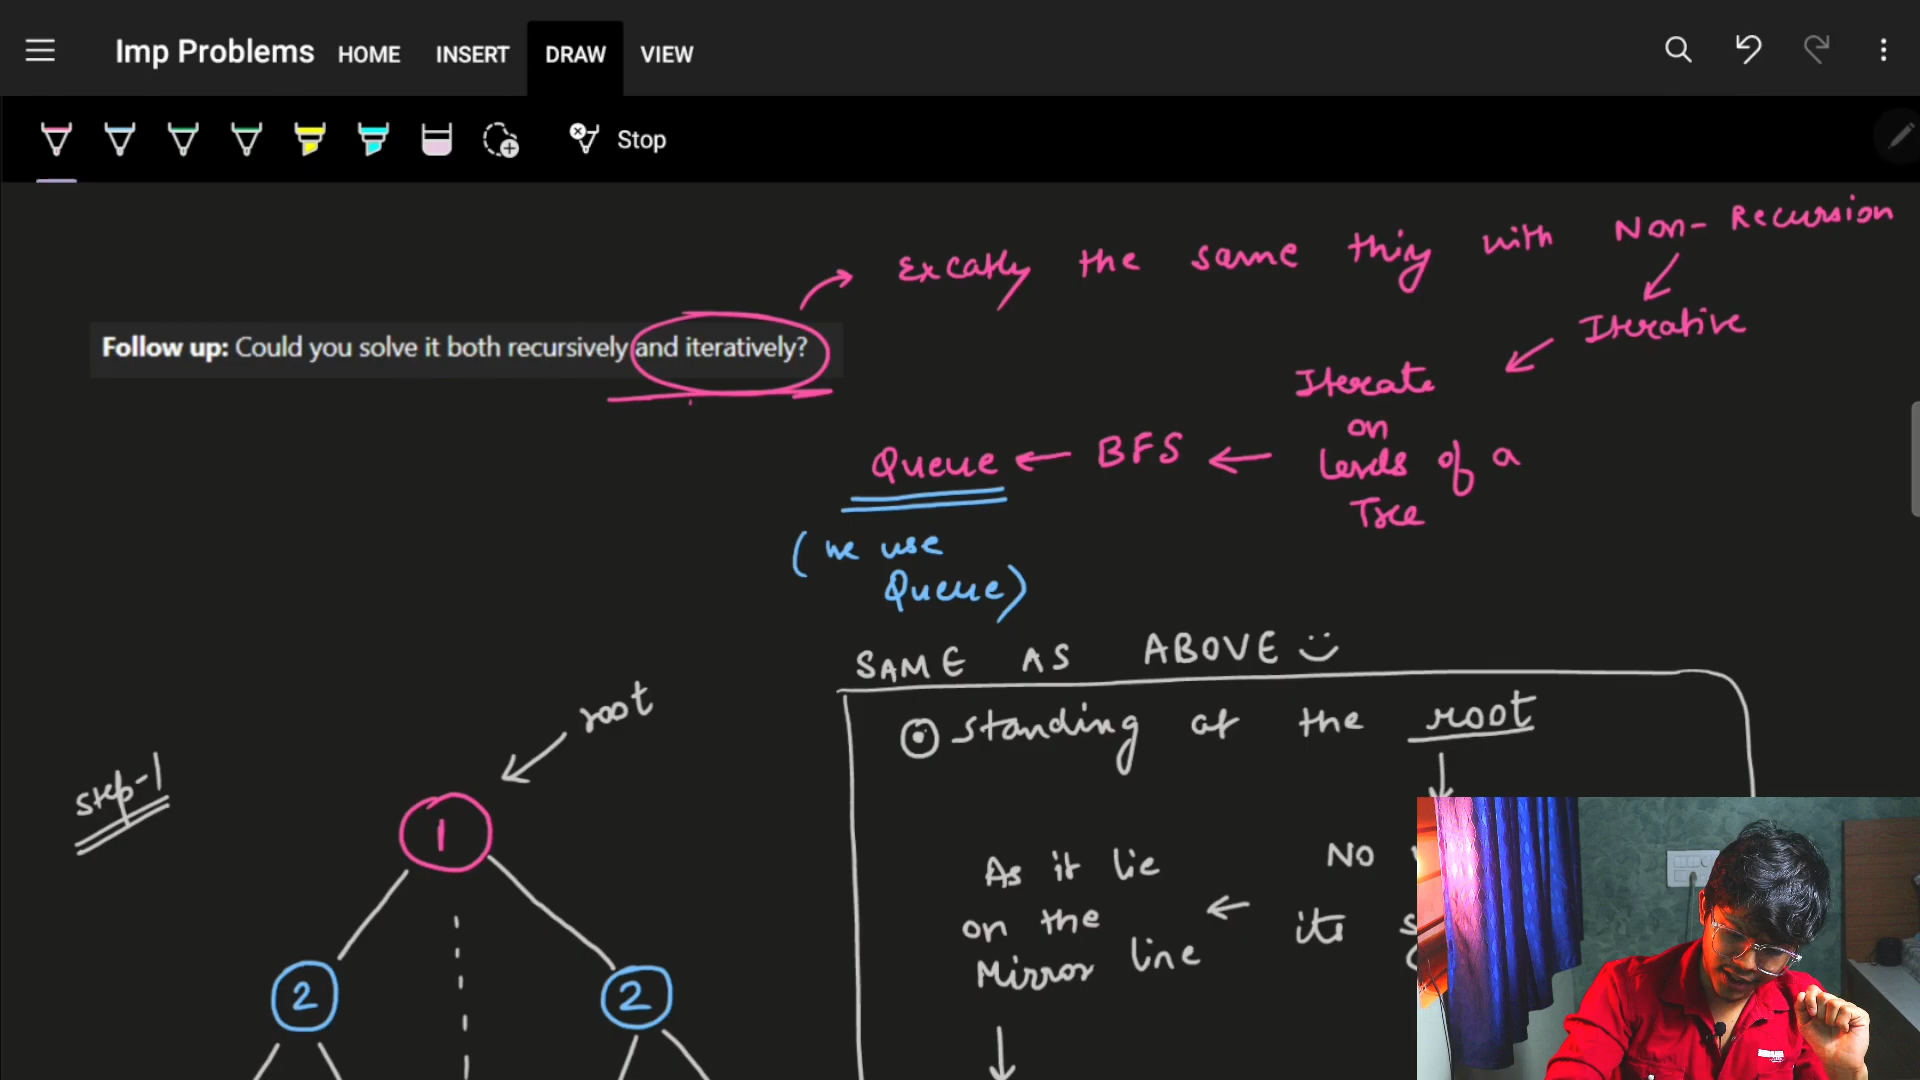 Imp Problems HOME INSERT DRAW VIEW
Stop
Excatly the same thing with Non-Recursion
Iterative
Follow up: Could you solve it both recursively and iteratively?
Iterate
on
levels of a
Tree
Queue ← BFS ←
(we use
Queue)
SAME AS ABOVE
standing at the root
root
step-1
1
As it lie
on the
Mirror line
No
its
2 2